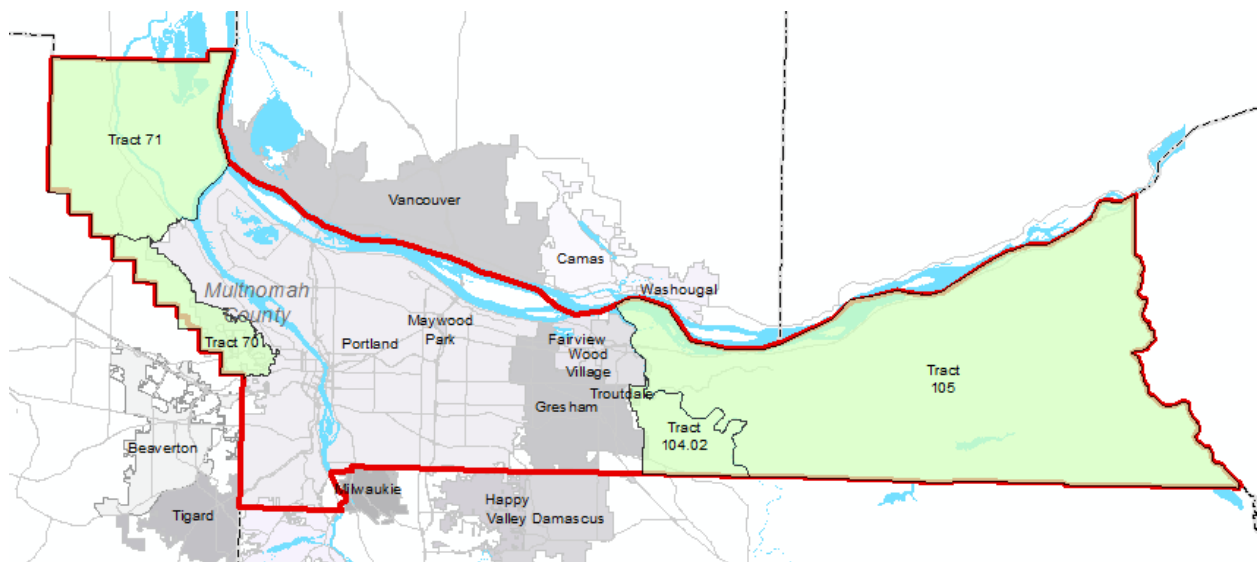 Tract 71
Vancouver
Camas
Washougal
Multnomah
County
Maywood
Park
Portland
Tract 70
Fairview
Wood
Village
Troutdale
Gresham
Tract
105
Tract
104.02
Beaverton
Milwaukie
Tigard
Happy
Valley
Damascus